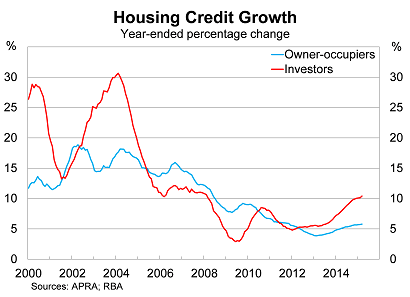 Housing Credit Growth
Year-ended percentage change
% %
Owner-occupiers
Investors
30 30
25 25
20 20
15 15
10 10
5 5
0 0
2000 2002 2004 2006 2008 2010 2012 2014
Sources: APRA; RBA